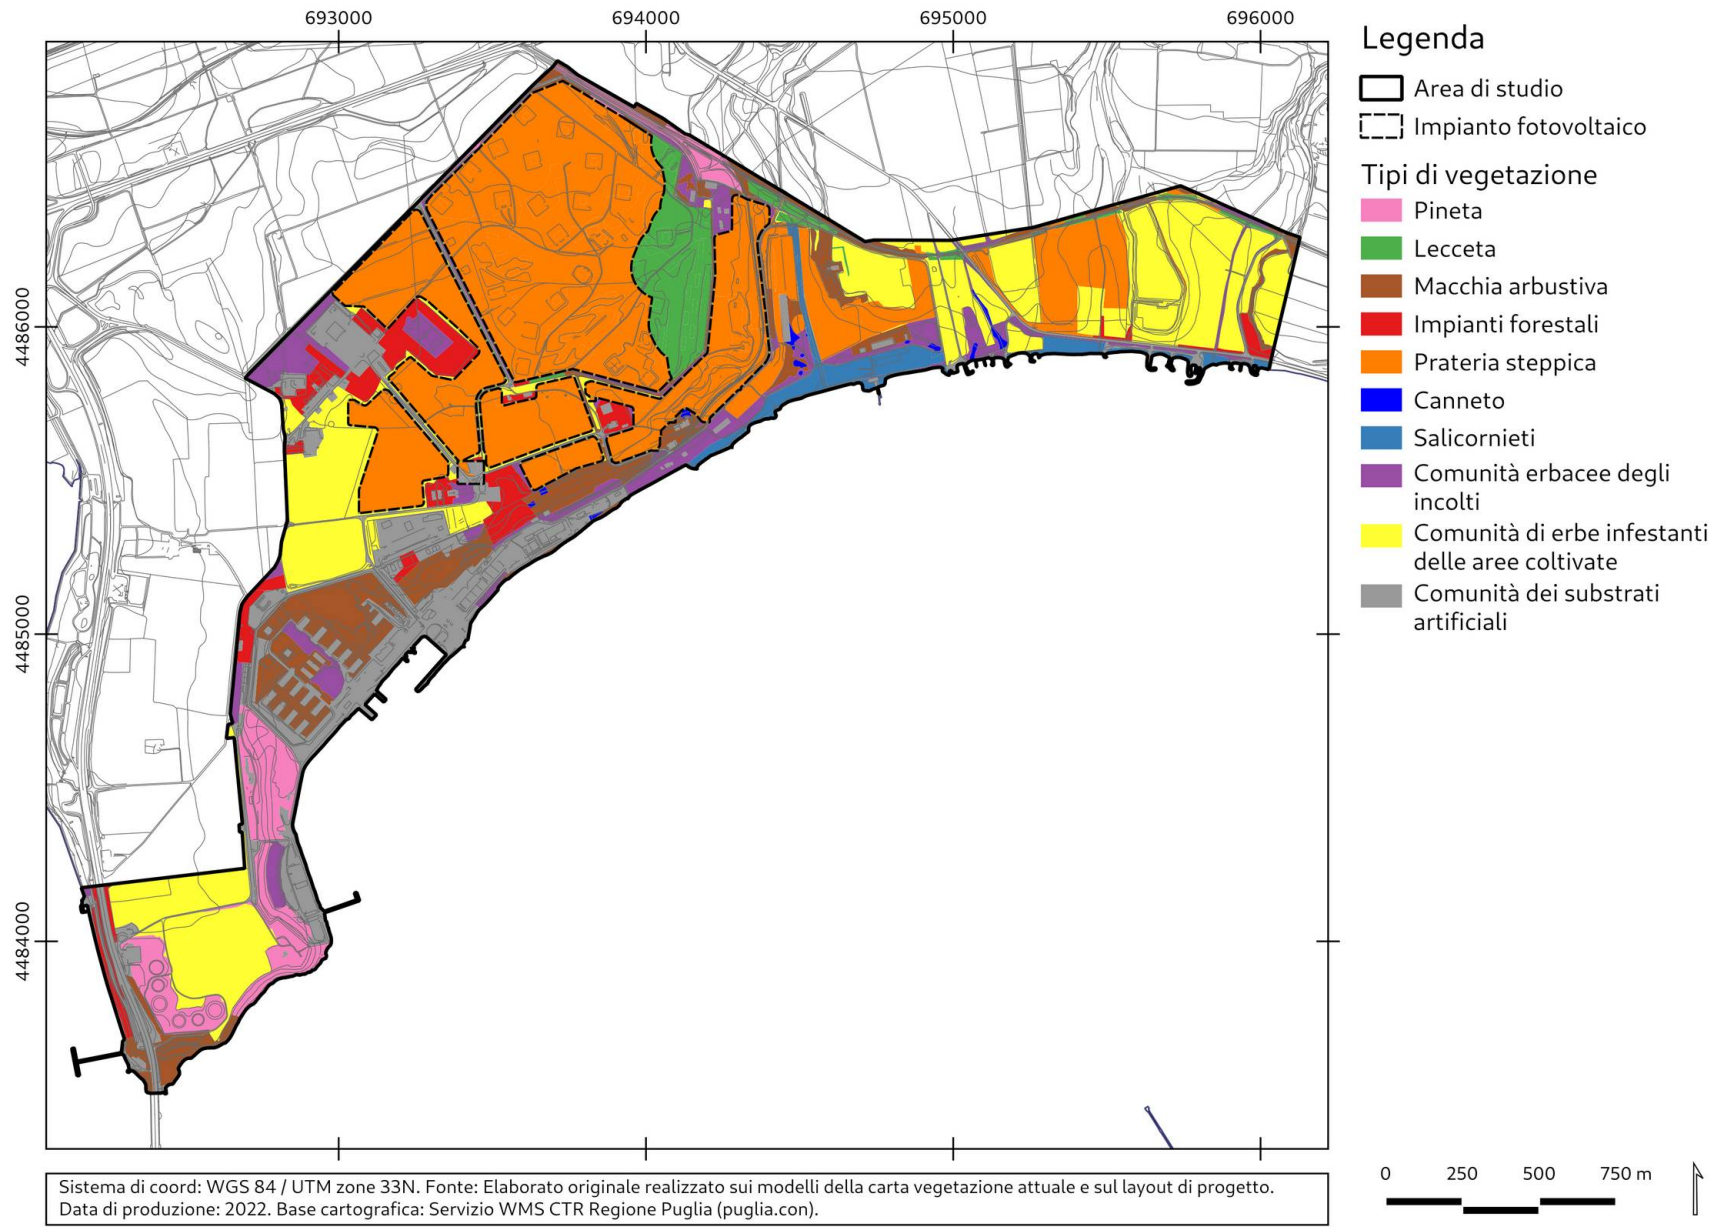 693000 694000 695000 696000
4486000
4485000
4484000
Legenda
Area di studio
Impianto fotovoltaico
Tipi di vegetazione
Pineta
Lecceta
Macchia arbustiva
Impianti forestali
Prateria steppica
Canneto
Salicornieti
Comunità erbacee degli
incolti
Comunità di erbe infestanti
delle aree coltivate
Comunità dei substrati
artificiali
0 250 500 750 m
Sistema di coord: WGS 84 / UTM zone 33N. Fonte: Elaborato originale realizzato sui modelli della carta vegetazione attuale e sul layout di progetto.
Data di produzione: 2022. Base cartografica: Servizio WMS CTR Regione Puglia (puglia.con).